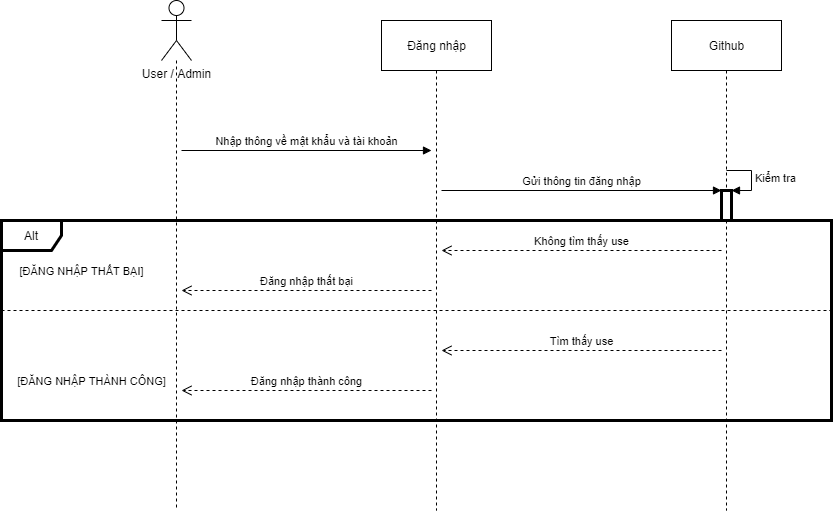 Đăng nhập
Github
User / Admin
Nhập thông về mật khẩu và tài khoản
Kiểm tra
Gửi thông tin đăng nhập
Alt
Không tìm thấy use
[ĐĂNG NHẬP THẤT BẠI]
Đăng nhập thất bại
Tìm thấy use
[ĐĂNG NHẬP THÀNH CÔNG]
Đăng nhập thành công